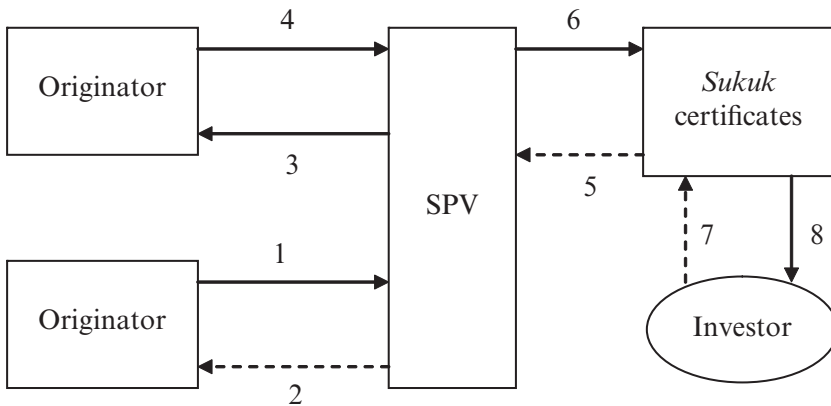 4
6
Originator
Sukuk
certificates
3
5
SPV
7
8
1
Originator
Investor
2